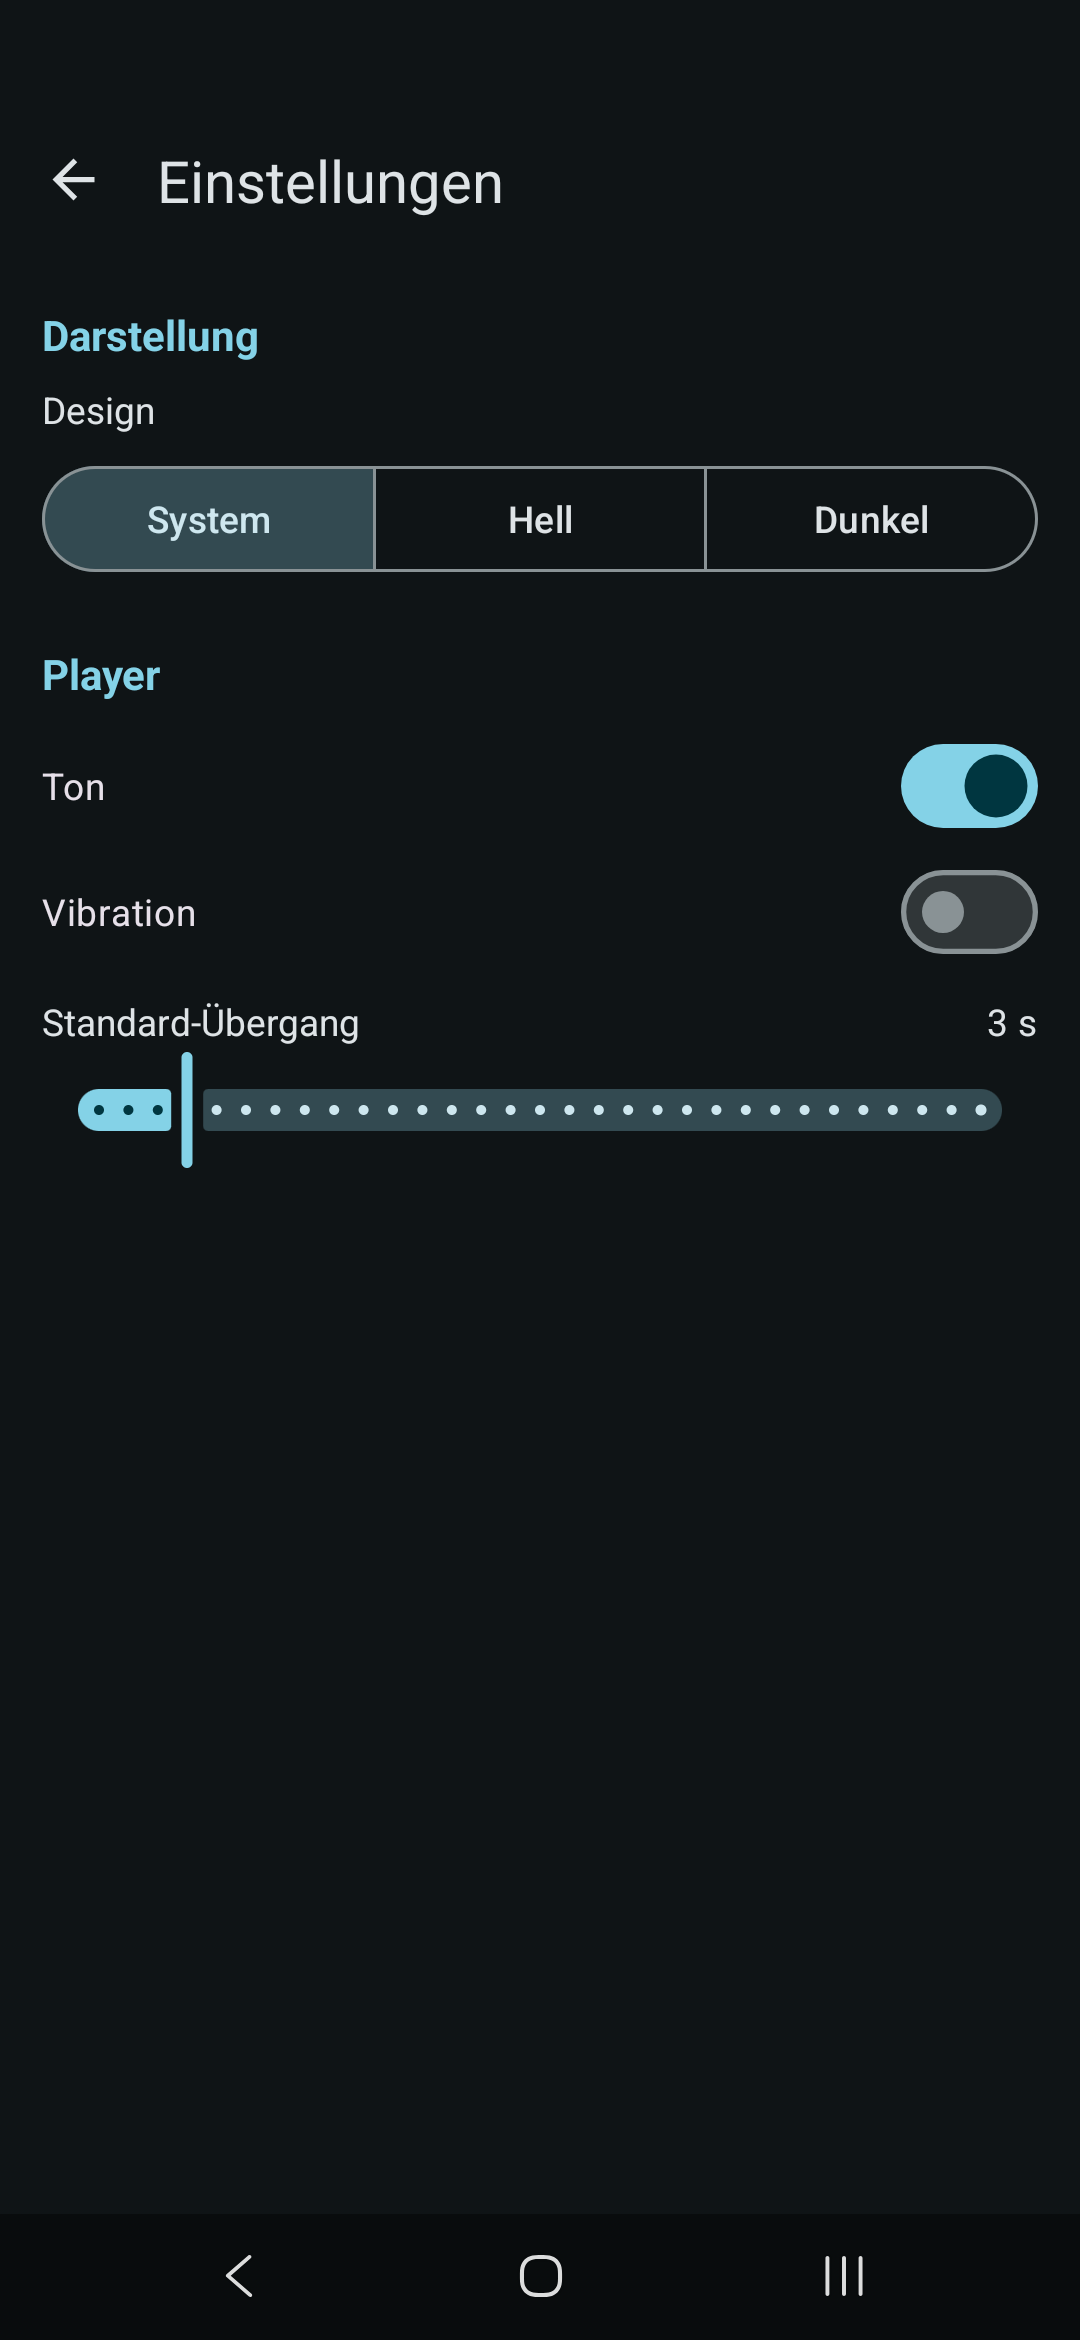 Einstellungen
Darstellung
Design
System Hell Dunkel
Player
Ton
Vibration
Standard-Übergang 3 s